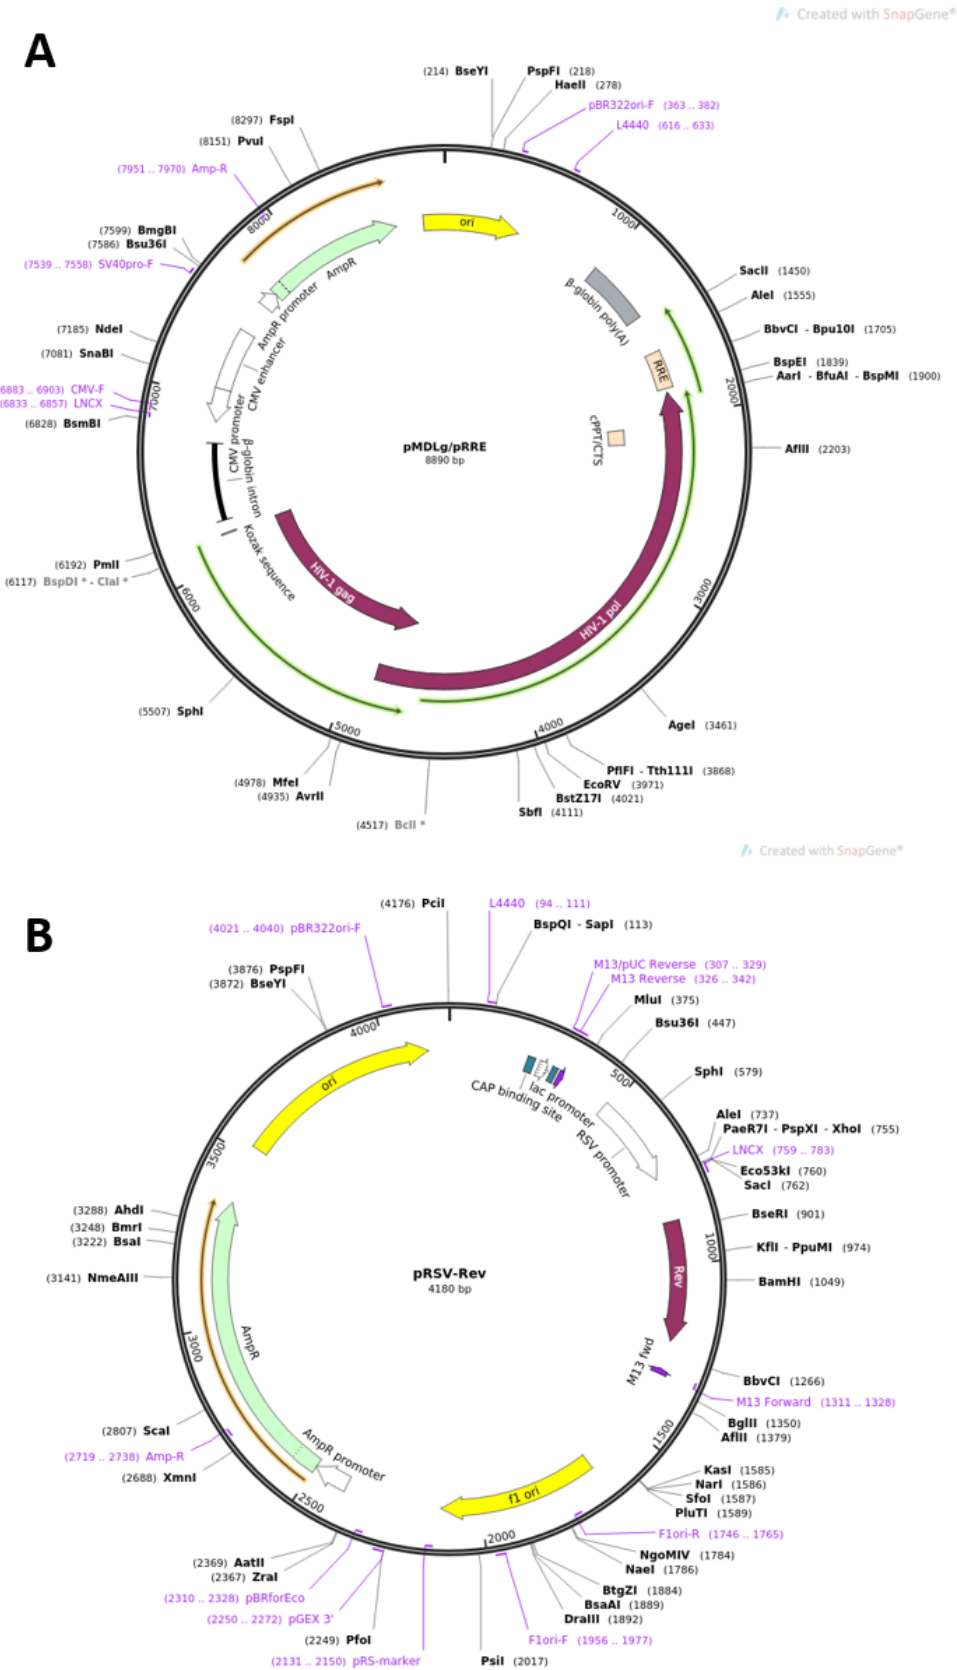 Created with SnapGene®
A
(214) BseYI
PspFI (218)
HaeII (278)
pBR322ori-F (363 .. 382)
L4440 (616 .. 633)
(8297) FspI
(8151) PvuI
(7951 .. 7970) Amp-R
8000
1000
ori
AmpR
AmpR promoter
(7599) BmgBI
(7586) Bsu36I
(7539 .. 7558) SV40pro-F
β-globin poly(A)
SacII (1450)
AleI (1555)
BbvCI - Bpu10I (1705)
BspEI (1839)
AarI - BfuAI - BspMI (1900)
2000
RRE
(7185) NdeI
(7081) SnaBI
6883 .. 6903) CMV-F
(6833 .. 6857) LNCX
(6828) BsmBI
7000
CMV enhancer
CMV promoter
β-globin intron
Kozak sequence
cPPT/CTS
pMDLg/pRRE
8890 bp
AflII (2203)
(6192) PmlI
(6117) BspDI * - ClaI *
6000
HIV-1 gag
HIV-1 pol
3000
(5507) SphI
AgeI (3461)
5000
4000
(4978) MfeI
(4935) AvrII
(4517) BclI *
PflFI - Tth111I (3868)
EcoRV (3971)
BstZ17I (4021)
SbfI (4111)
Created with SnapGene®
B
(4176) PciI
L4440 (94 .. 111)
BspQI - SapI (113)
(4021 .. 4040) pBR322ori-F
M13/pUC Reverse (307 .. 329)
M13 Reverse (326 .. 342)
(3876) PspFI
(3872) BseYI
MluI (375)
Bsu36I (447)
4000
500
ori
SphI (579)
CAP binding site
lac promoter
RSV promoter
3500
AleI (737)
PaeR7I - PspXI - XhoI (755)
LNCX (759 .. 783)
Eco53kI (760)
SacI (762)
(3288) AhdI
(3248) BmrI
(3222) BsaI
BseRI (901)
KflI - PpuMI (974)
1000
(3141) NmeAIII
pRSV-Rev
4180 bp
Rev
BamHI (1049)
3000
AmpR
M13 fwd
BbvCI (1266)
M13 Forward (1311 .. 1328)
BglII (1350)
AflII (1379)
(2807) ScaI
(2719 .. 2738) Amp-R
(2688) XmnI
AmpR promoter
1500
KasI (1585)
NarI (1586)
SfoI (1587)
PluTI (1589)
f1 ori
2500
2000
F1ori-R (1746 .. 1765)
NgoMIV (1784)
NaeI (1786)
(2369) AatII
(2367) ZraI
(2310 .. 2328) pBRforEco
(2250 .. 2272) pGEX 3'
(2249) PfoI
(2131 .. 2150) pRS-marker
BtgZI (1884)
BsaAI (1889)
DraIII (1892)
F1ori-F (1956 .. 1977)
PsiI (2017)